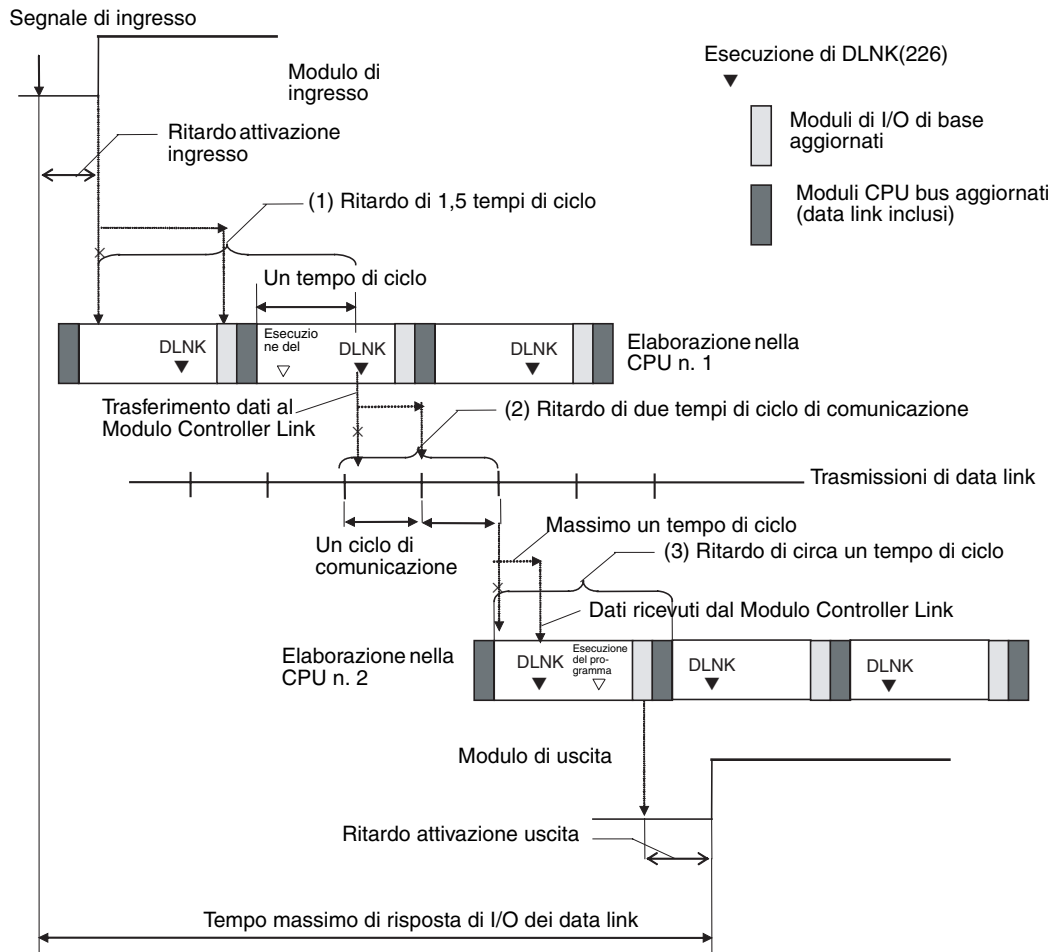 Segnale di ingresso
Modulo di
ingresso
Ritardo attivazione
ingresso
Esecuzione di DLNK(226)
Moduli di I/O di base
aggiornati
Moduli CPU bus aggiornati
(data link inclusi)
(1) Ritardo di 1,5 tempi di ciclo
Un tempo di ciclo
DLNK
Esecuzio
ne del
DLNK
DLNK
Elaborazione nella
CPU n. 1
Trasferimento dati al
Modulo Controller Link
(2) Ritardo di due tempi di ciclo di comunicazione
Trasmissioni di data link
Un ciclo di
comunicazione
Massimo un tempo di ciclo
(3) Ritardo di circa un tempo di ciclo
Dati ricevuti dal Modulo Controller Link
Elaborazione nella
CPU n. 2
DLNK
Esecuzione
del pro-
gramma
DLNK
DLNK
Modulo di uscita
Ritardo attivazione uscita
Tempo massimo di risposta di I/O dei data link